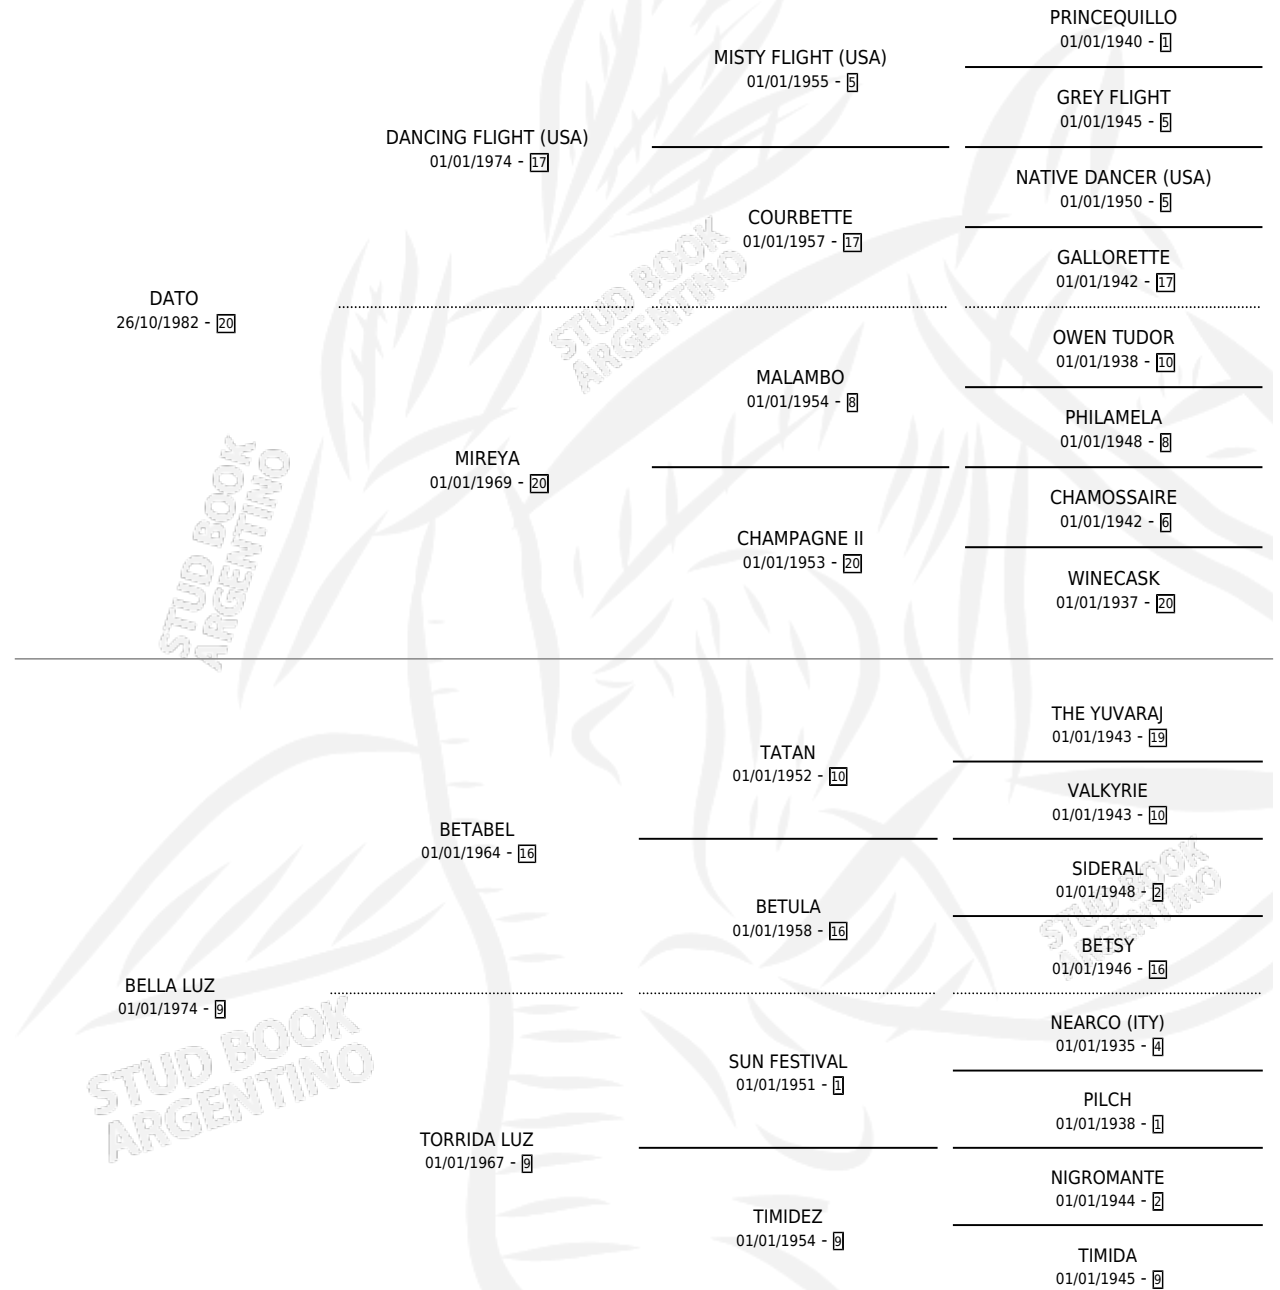 PRINCEQUILLO
01/01/1940 - 1
MISTY FLIGHT (USA)
01/01/1955 - 5
GREY FLIGHT
01/01/1945 - 5
DANCING FLIGHT (USA)
01/01/1974 - 17
NATIVE DANCER (USA)
01/01/1950 - 5
COURBETTE
01/01/1957 - 17
GALLORETTE
01/01/1942 - 17
DATO
26/10/1982 - 20
OWEN TUDOR
01/01/1938 - 10
MALAMBO
01/01/1954 - 8
PHILAMELA
01/01/1948 - 8
MIREYA
01/01/1969 - 20
CHAMOSSAIRE
01/01/1942 - 6
CHAMPAGNE II
01/01/1953 - 20
WINECASK
01/01/1937 - 20
THE YUVARAJ
01/01/1943 - 19
TATAN
01/01/1952 - 10
VALKYRIE
01/01/1943 - 10
BETABEL
01/01/1964 - 16
SIDERAL
01/01/1948 - 2
BETULA
01/01/1958 - 16
BETSY
01/01/1946 - 16
BELLA LUZ
01/01/1974 - 9
NEARCO (ITY)
01/01/1935 - 4
SUN FESTIVAL
01/01/1951 - 1
PILCH
01/01/1938 - 1
TORRIDA LUZ
01/01/1967 - 9
NIGROMANTE
01/01/1944 - 2
TIMIDEZ
01/01/1954 - 9
TIMIDA
01/01/1945 - 9
STUD BOOK
ARGENTINO
STUD BOOK
ARGENTINO
STUD BOOK
ARGENTINO
STUD BOOK
ARGENTINO